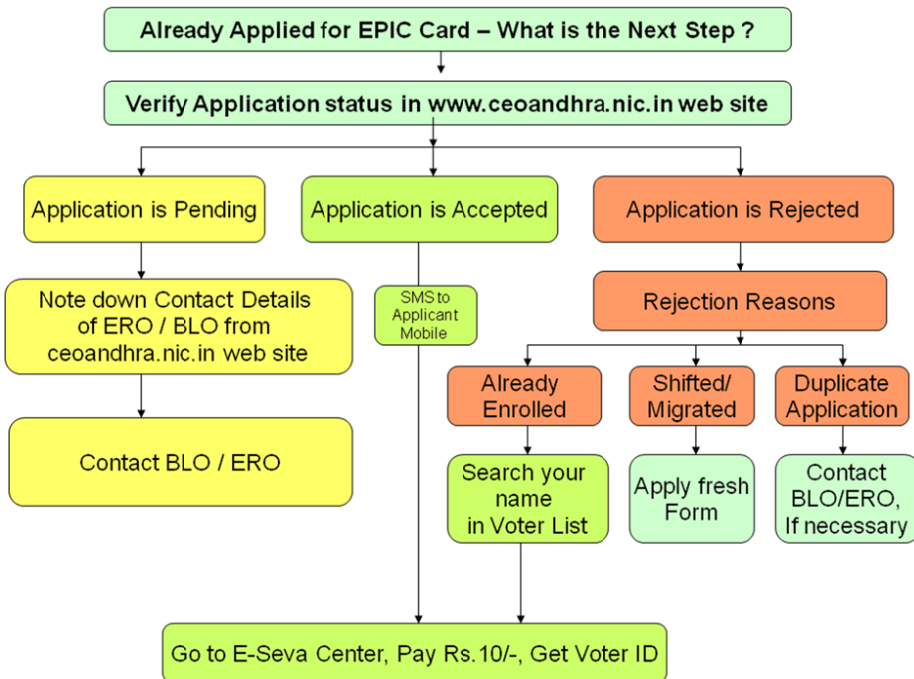 Already Applied for EPIC Card – What is the Next Step ?
Verify Application status in www.ceoandhra.nic.in web site
Application is Pending
Application is Accepted
Application is Rejected
Note down Contact Details
of ERO / BLO from
ceoandhra.nic.in web site
SMS to
Applicant
Mobile
Rejection Reasons
Already
Enrolled
Shifted/
Migrated
Duplicate
Application
Contact BLO / ERO
Search your
name
in Voter List
Apply fresh
Form
Contact
BLO/ERO,
If necessary
Go to E-Seva Center, Pay Rs.10/-, Get Voter ID